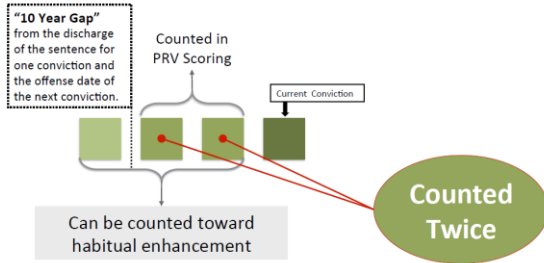 “10 Year Gap”
from the discharge
of the sentence for
one conviction and
the offense date of
the next conviction.
Counted in
PRV Scoring
Current Conviction
Can be counted toward
habitual enhancement
Counted
Twice